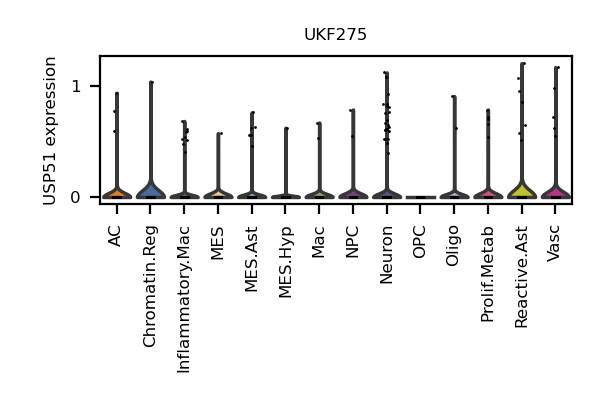 UKF275
USP51 expression
1
0
AC
Chromatin.Reg
Inflammatory.Mac
MES
MES.Ast
MES.Hyp
Mac
NPC
Neuron
OPC
Oligo
Prolif.Metab
Reactive.Ast
Vasc